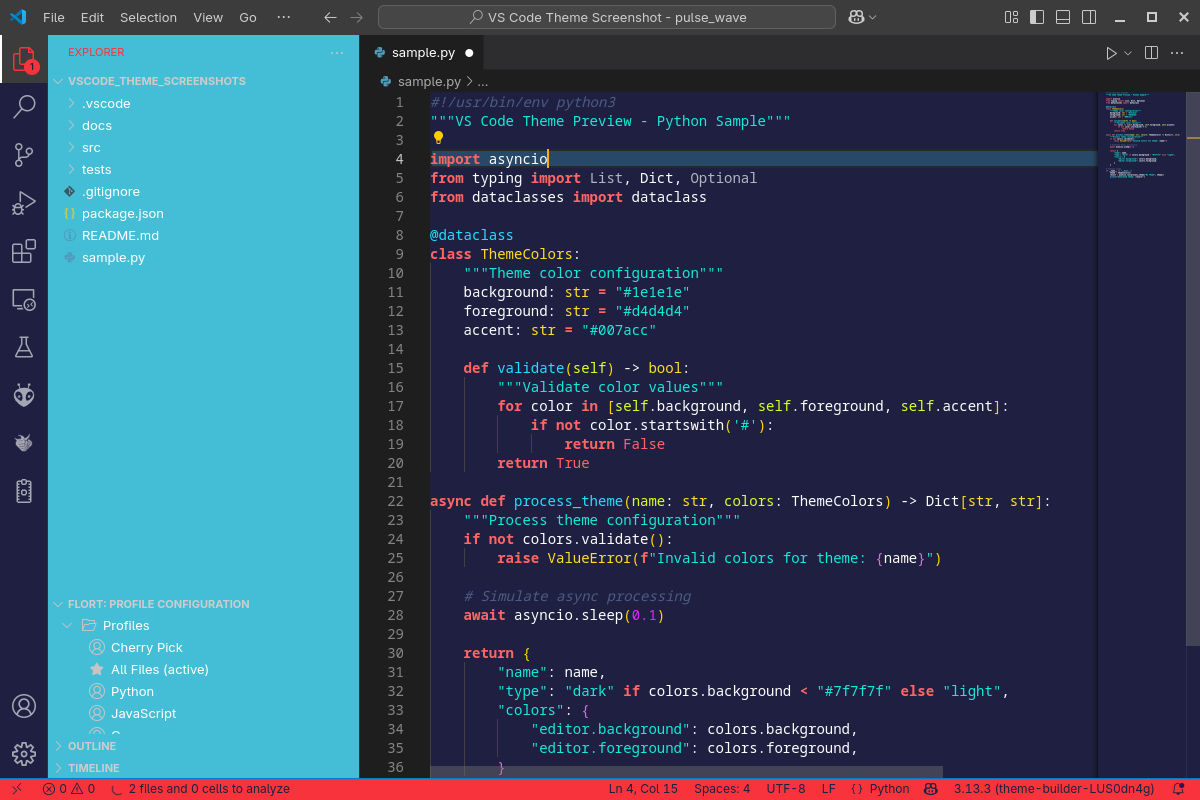 File Edit Selection View Go ···
VS Code Theme Screenshot - pulse_wave
EXPLORER
1
VSCODE_THEME_SCREENSHOTS
.vscode
docs
src
tests
.gitignore
package.json
README.md
sample.py
FLORT: PROFILE CONFIGURATION
Profiles
Cherry Pick
All Files (active)
Python
JavaScript
OUTLINE
TIMELINE
sample.py
sample.py > ...
1 #!/usr/bin/env python3
2 """VS Code Theme Preview - Python Sample"""
3
4 import asyncio
5 from typing import List, Dict, Optional
6 from dataclasses import dataclass
7
8 @dataclass
9 class ThemeColors:
10     """Theme color configuration"""
11     background: str = "#1e1e1e"
12     foreground: str = "#d4d4d4"
13     accent: str = "#007acc"
14
15     def validate(self) -> bool:
16         """Validate color values"""
17         for color in [self.background, self.foreground, self.accent]:
18             if not color.startswith('#'):
19                 return False
20         return True
21
22 async def process_theme(name: str, colors: ThemeColors) -> Dict[str, str]:
23     """Process theme configuration"""
24     if not colors.validate():
25         raise ValueError(f"Invalid colors for theme: {name}")
26
27     # Simulate async processing
28     await asyncio.sleep(0.1)
29
30     return {
31         "name": name,
32         "type": "dark" if colors.background < "#7f7f7f" else "light",
33         "colors": {
34             "editor.background": colors.background,
35             "editor.foreground": colors.foreground,
36         }
0 0 2 files and 0 cells to analyze Ln 4, Col 15 Spaces: 4 UTF-8 LF {} Python 3.13.3 (theme-builder-LUS0dn4g)